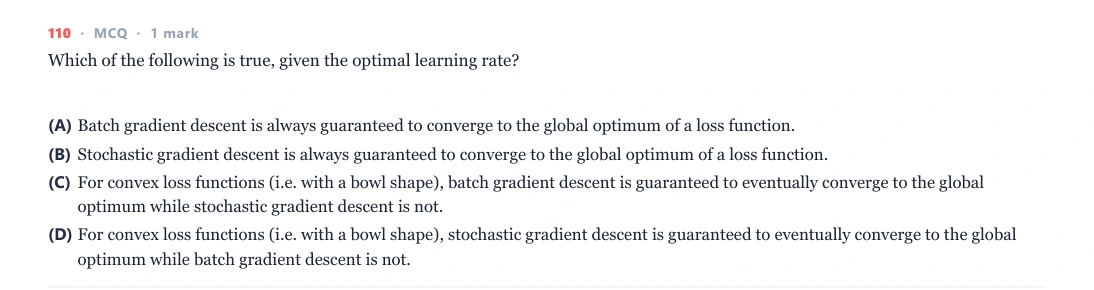 110 · MCQ · 1 mark
Which of the following is true, given the optimal learning rate?
(A) Batch gradient descent is always guaranteed to converge to the global optimum of a loss function.
(B) Stochastic gradient descent is always guaranteed to converge to the global optimum of a loss function.
(C) For convex loss functions (i.e. with a bowl shape), batch gradient descent is guaranteed to eventually converge to the global
optimum while stochastic gradient descent is not.
(D) For convex loss functions (i.e. with a bowl shape), stochastic gradient descent is guaranteed to eventually converge to the global
optimum while batch gradient descent is not.